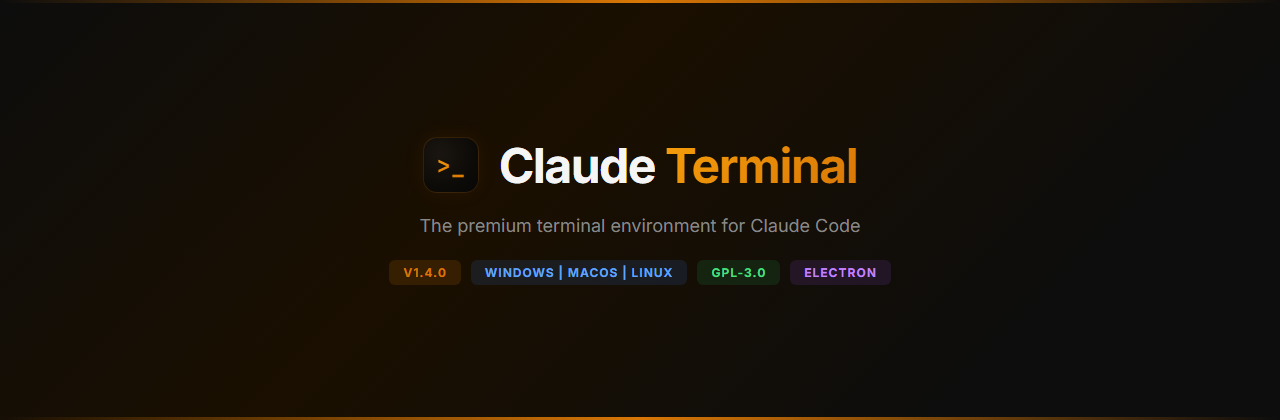 >_ Claude Terminal
The premium terminal environment for Claude Code
V1.4.0 WINDOWS | MACOS | LINUX GPL-3.0 ELECTRON